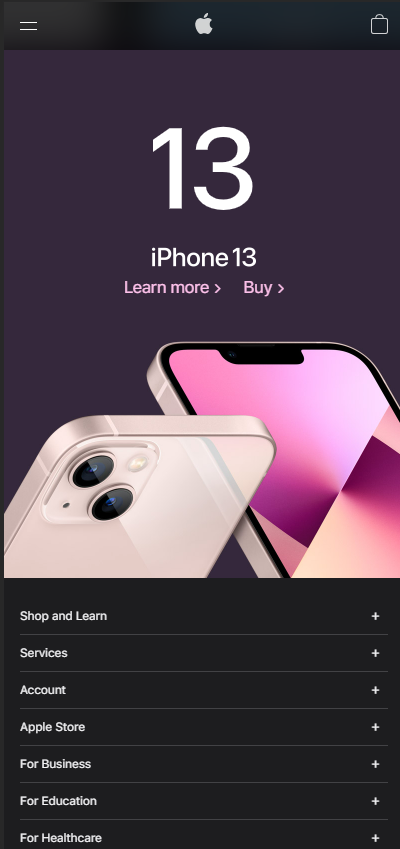 13
iPhone 13
Learn more > Buy >
Shop and Learn +
Services +
Account +
Apple Store +
For Business +
For Education +
For Healthcare +